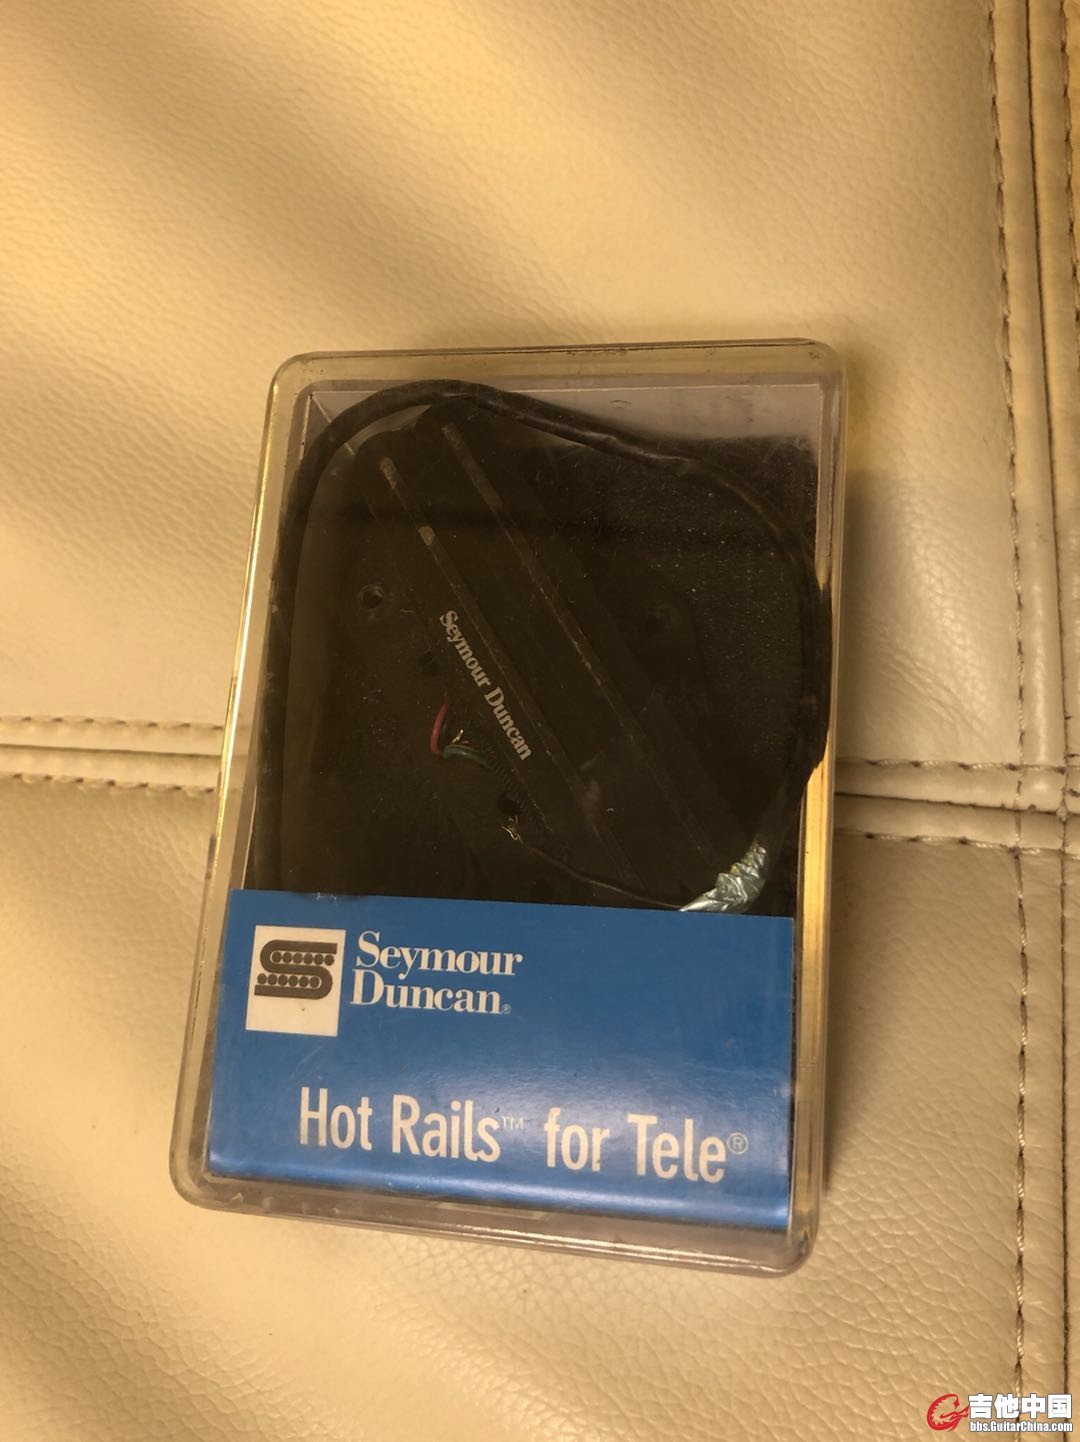 Seymour Duncan
Seymour
Duncan®
Hot Rails™ for Tele®
吉他中国
bbs.GuitarChina.com